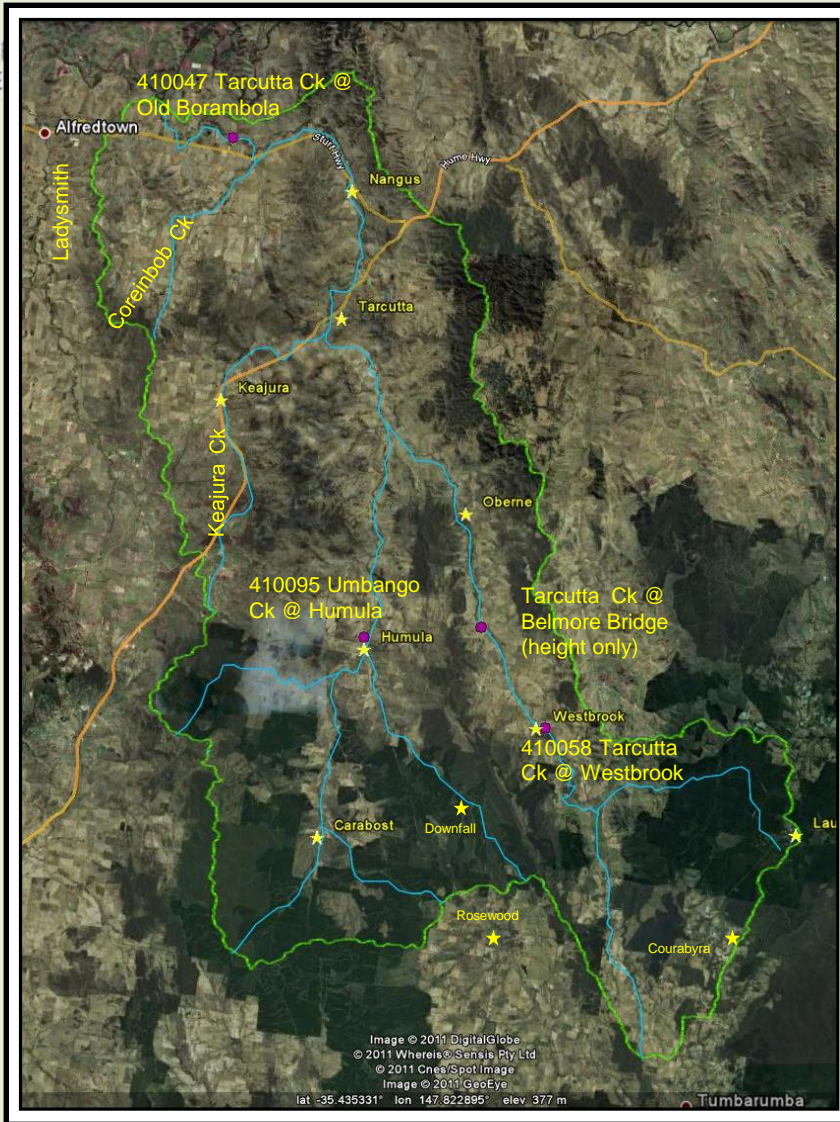 410047 Tarcutta Ck @
Old Borambola
Alfredtown
Ladysmith
Sturt Hwy
Hume Hwy
Nangus
Coreinbob Ck
Tarcutta
Keajura
Keajura Ck
Oberne
410095 Umbango
Ck @ Humula
Tarcutta Ck @
Belmore Bridge
(height only)
Humula
Westbrook
410058 Tarcutta
Ck @ Westbrook
Carabost
Downfall
Lau
Rosewood
Courabyra
Image © 2011 DigitalGlobe
© 2011 Whereis® Sensis Pty Ltd
© 2011 Cnes/Spot Image
Image © 2011 GeoEye
lat -35.435331° lon 147.822895° elev 377 m
Tumbarumba